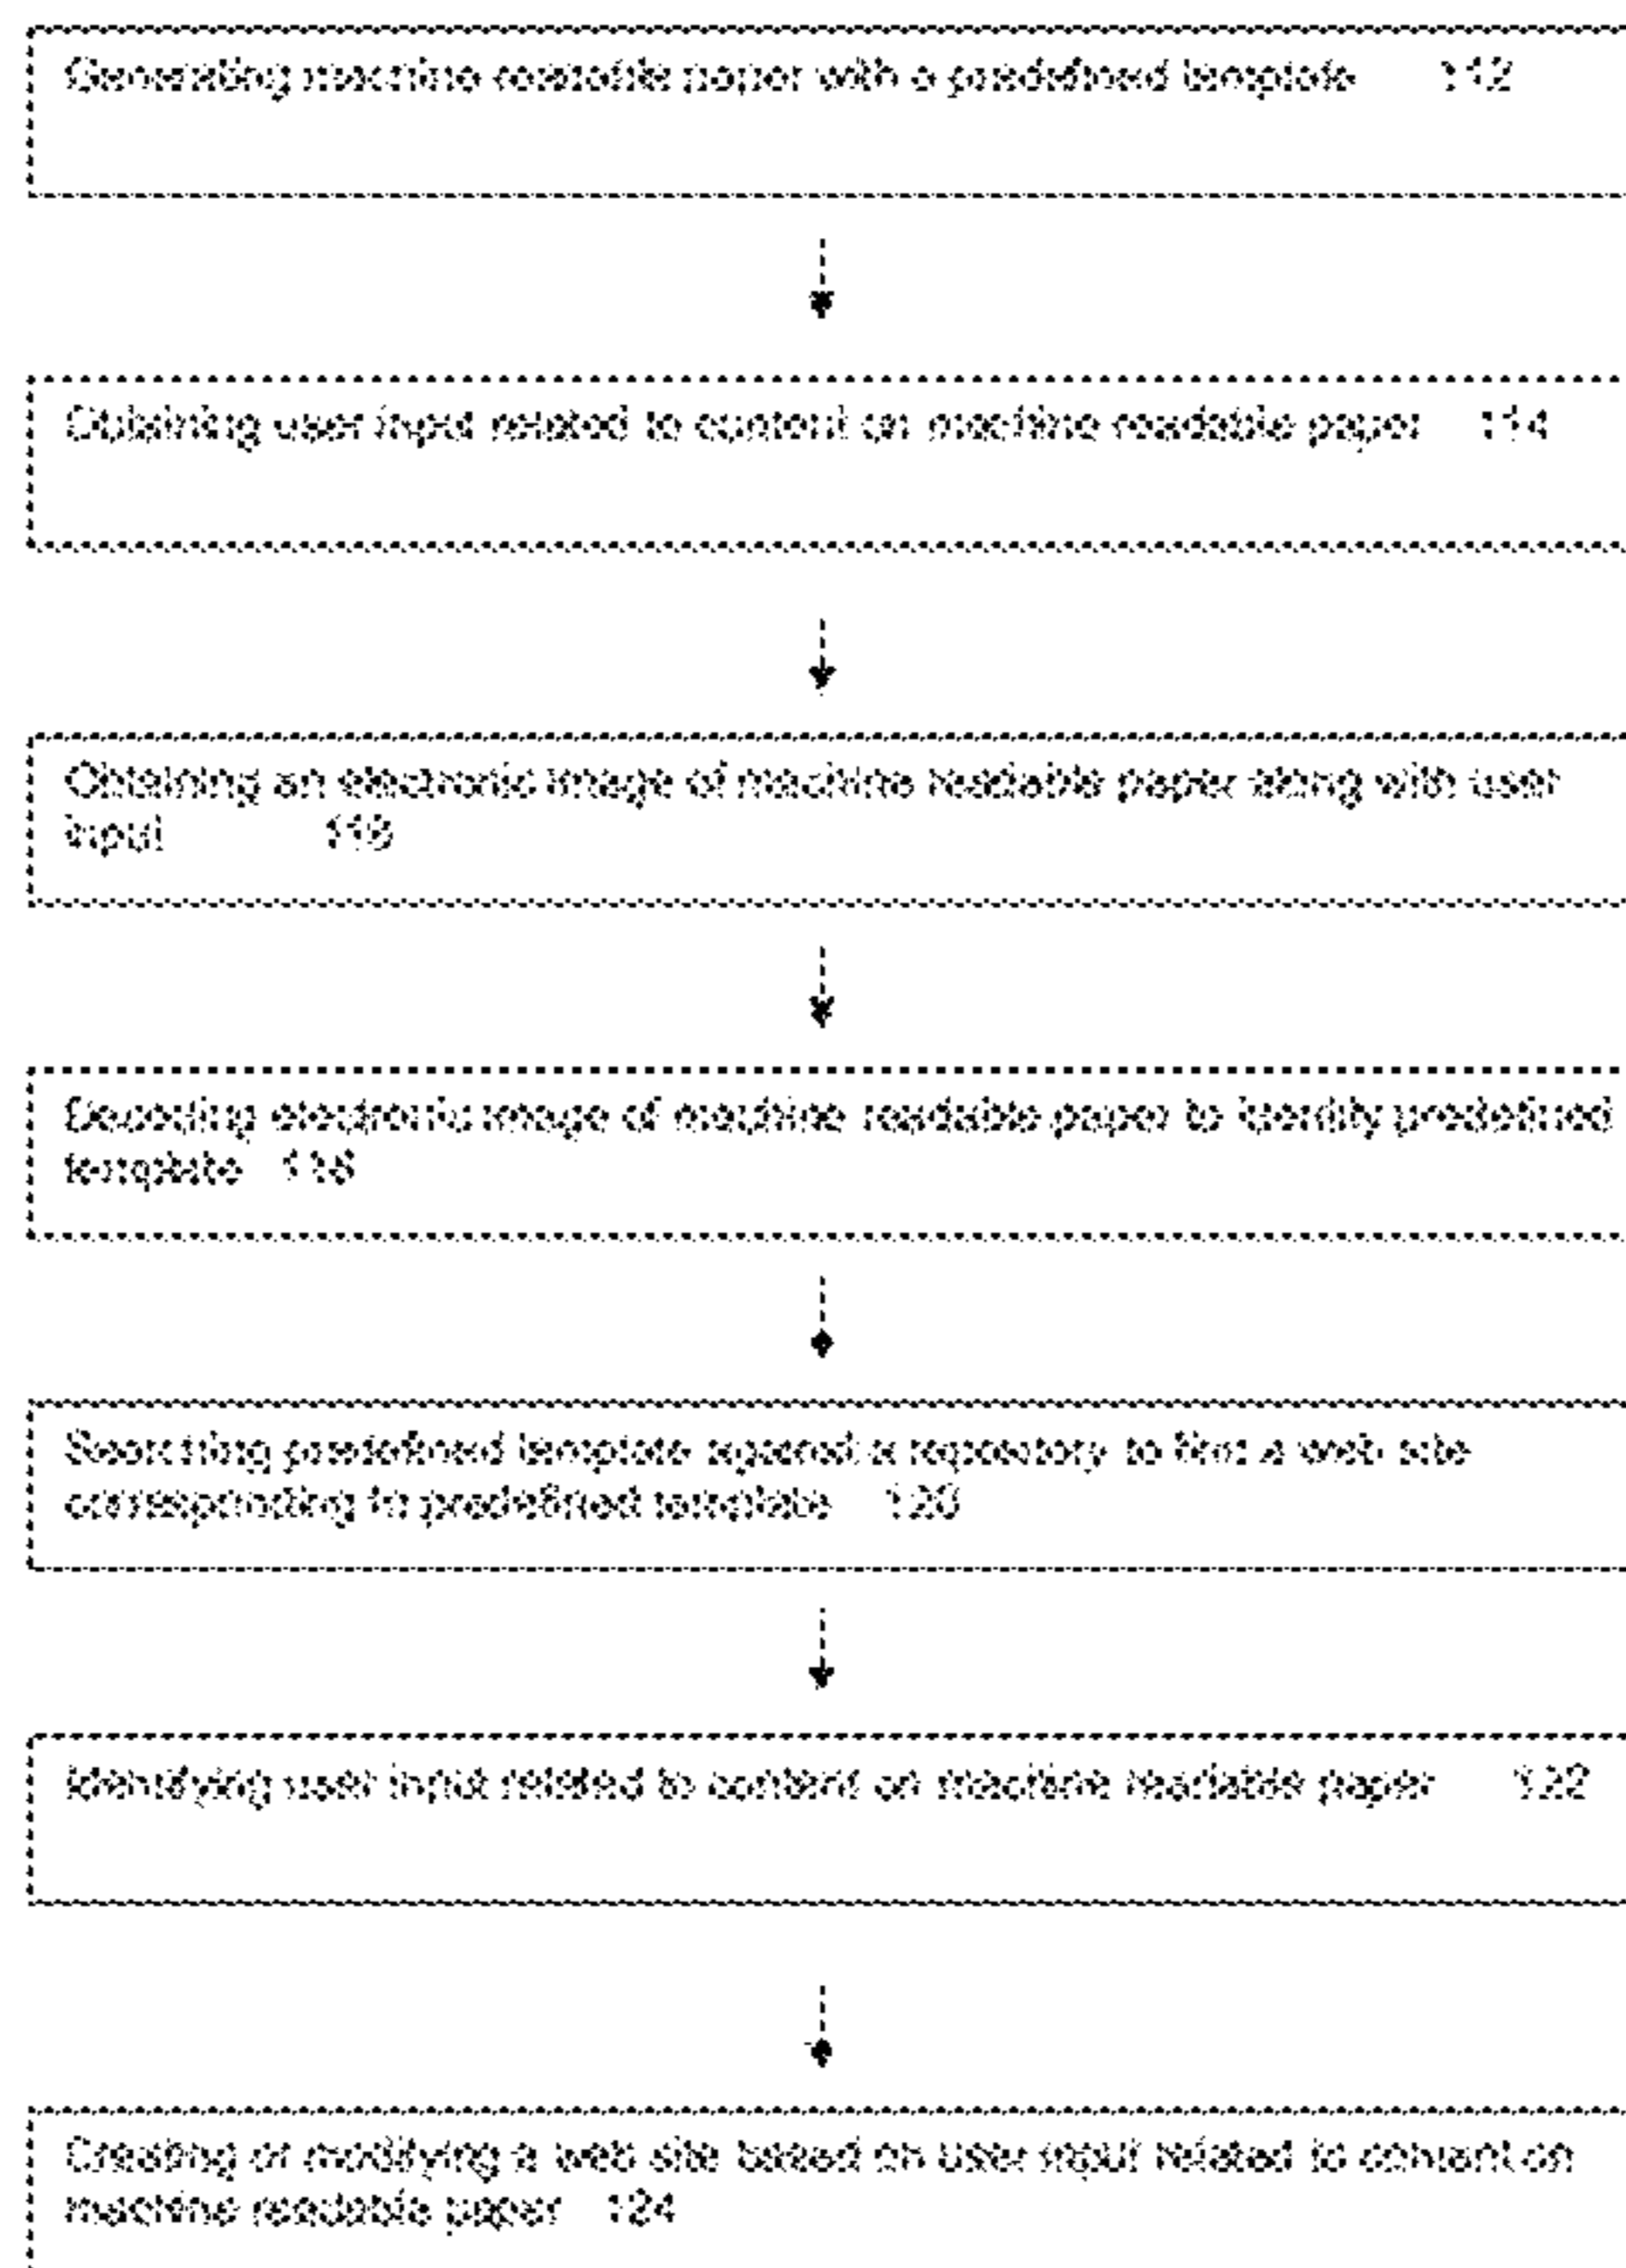 Generating machine readable paper with a predefined template 112
Obtaining user input related to content on machine readable paper 114
Obtaining an electronic image of machine readable paper along with user
input 116
Decoding electronic image of machine readable paper to identify predefined
template 118
Searching predefined template against a repository to find a web site
corresponding to predefined template 120
Identifying user input related to content on machine readable paper 122
Creating or modifying a web site based on user input related to content on
machine readable paper 124